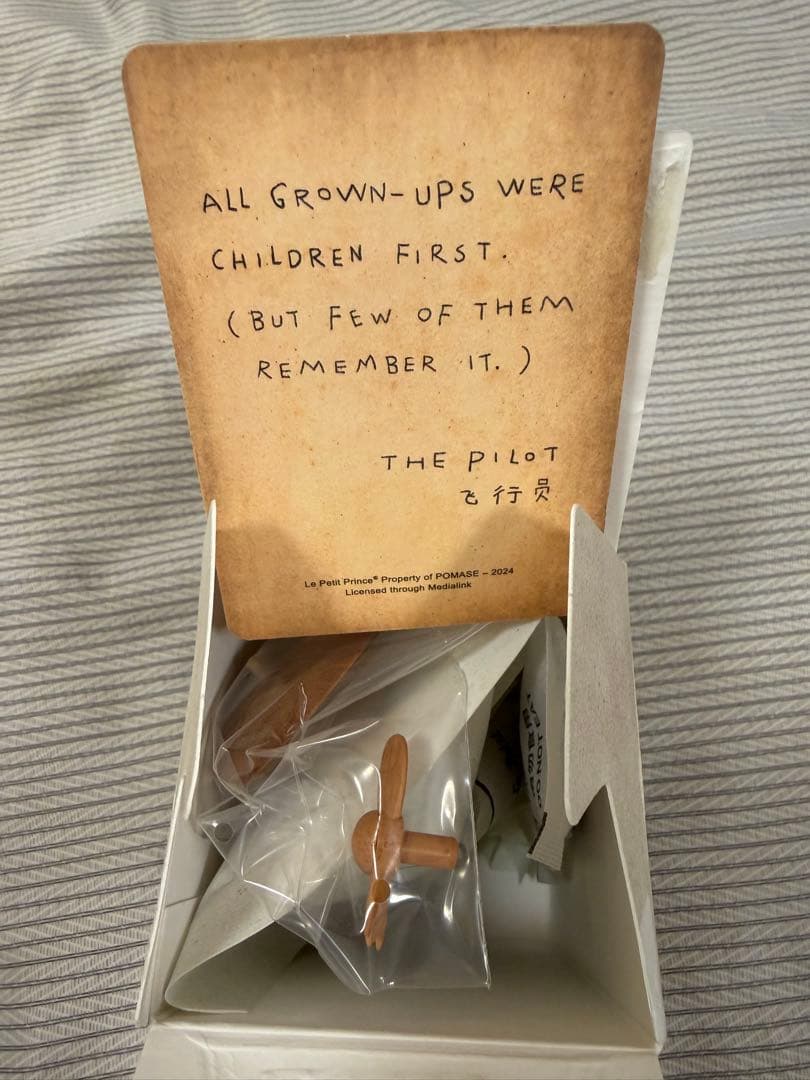 ALL GROWN-UPS WERE
CHILDREN FIRST.
(BUT FEW OF THEM
REMEMBER IT. )
THE PILOT
飞行员
Le Petit Prince® Property of POMASE – 2024
Licensed through Medialink
EAT